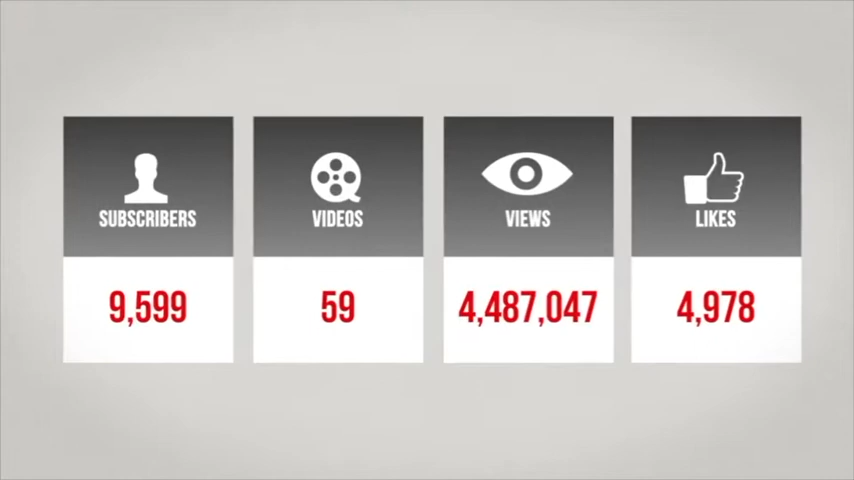 SUBSCRIBERS
9,599
VIDEOS
59
VIEWS
4,487,047
LIKES
4,978